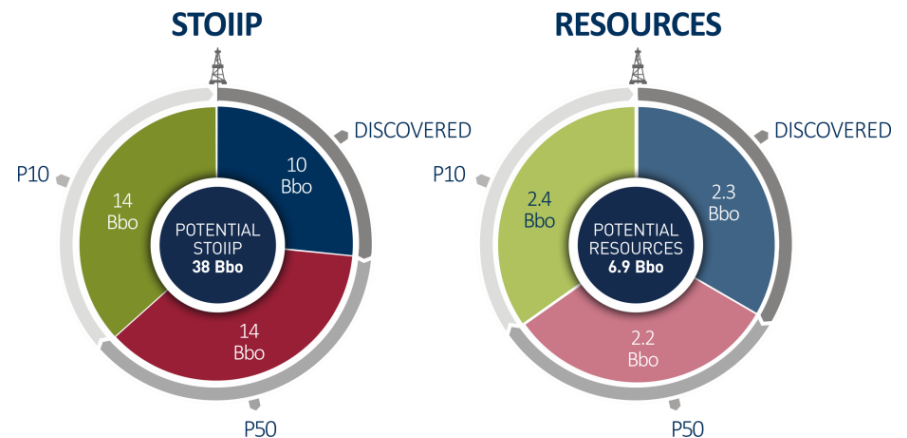 STOIIP
DISCOVERED
P10
10
Bbo
14
Bbo
POTENTIAL
STOIIP
38 Bbo
14
Bbo
P50
RESOURCES
DISCOVERED
P10
2.4
Bbo
2.3
Bbo
POTENTIAL
RESOURCES
6.9 Bbo
2.2
Bbo
P50